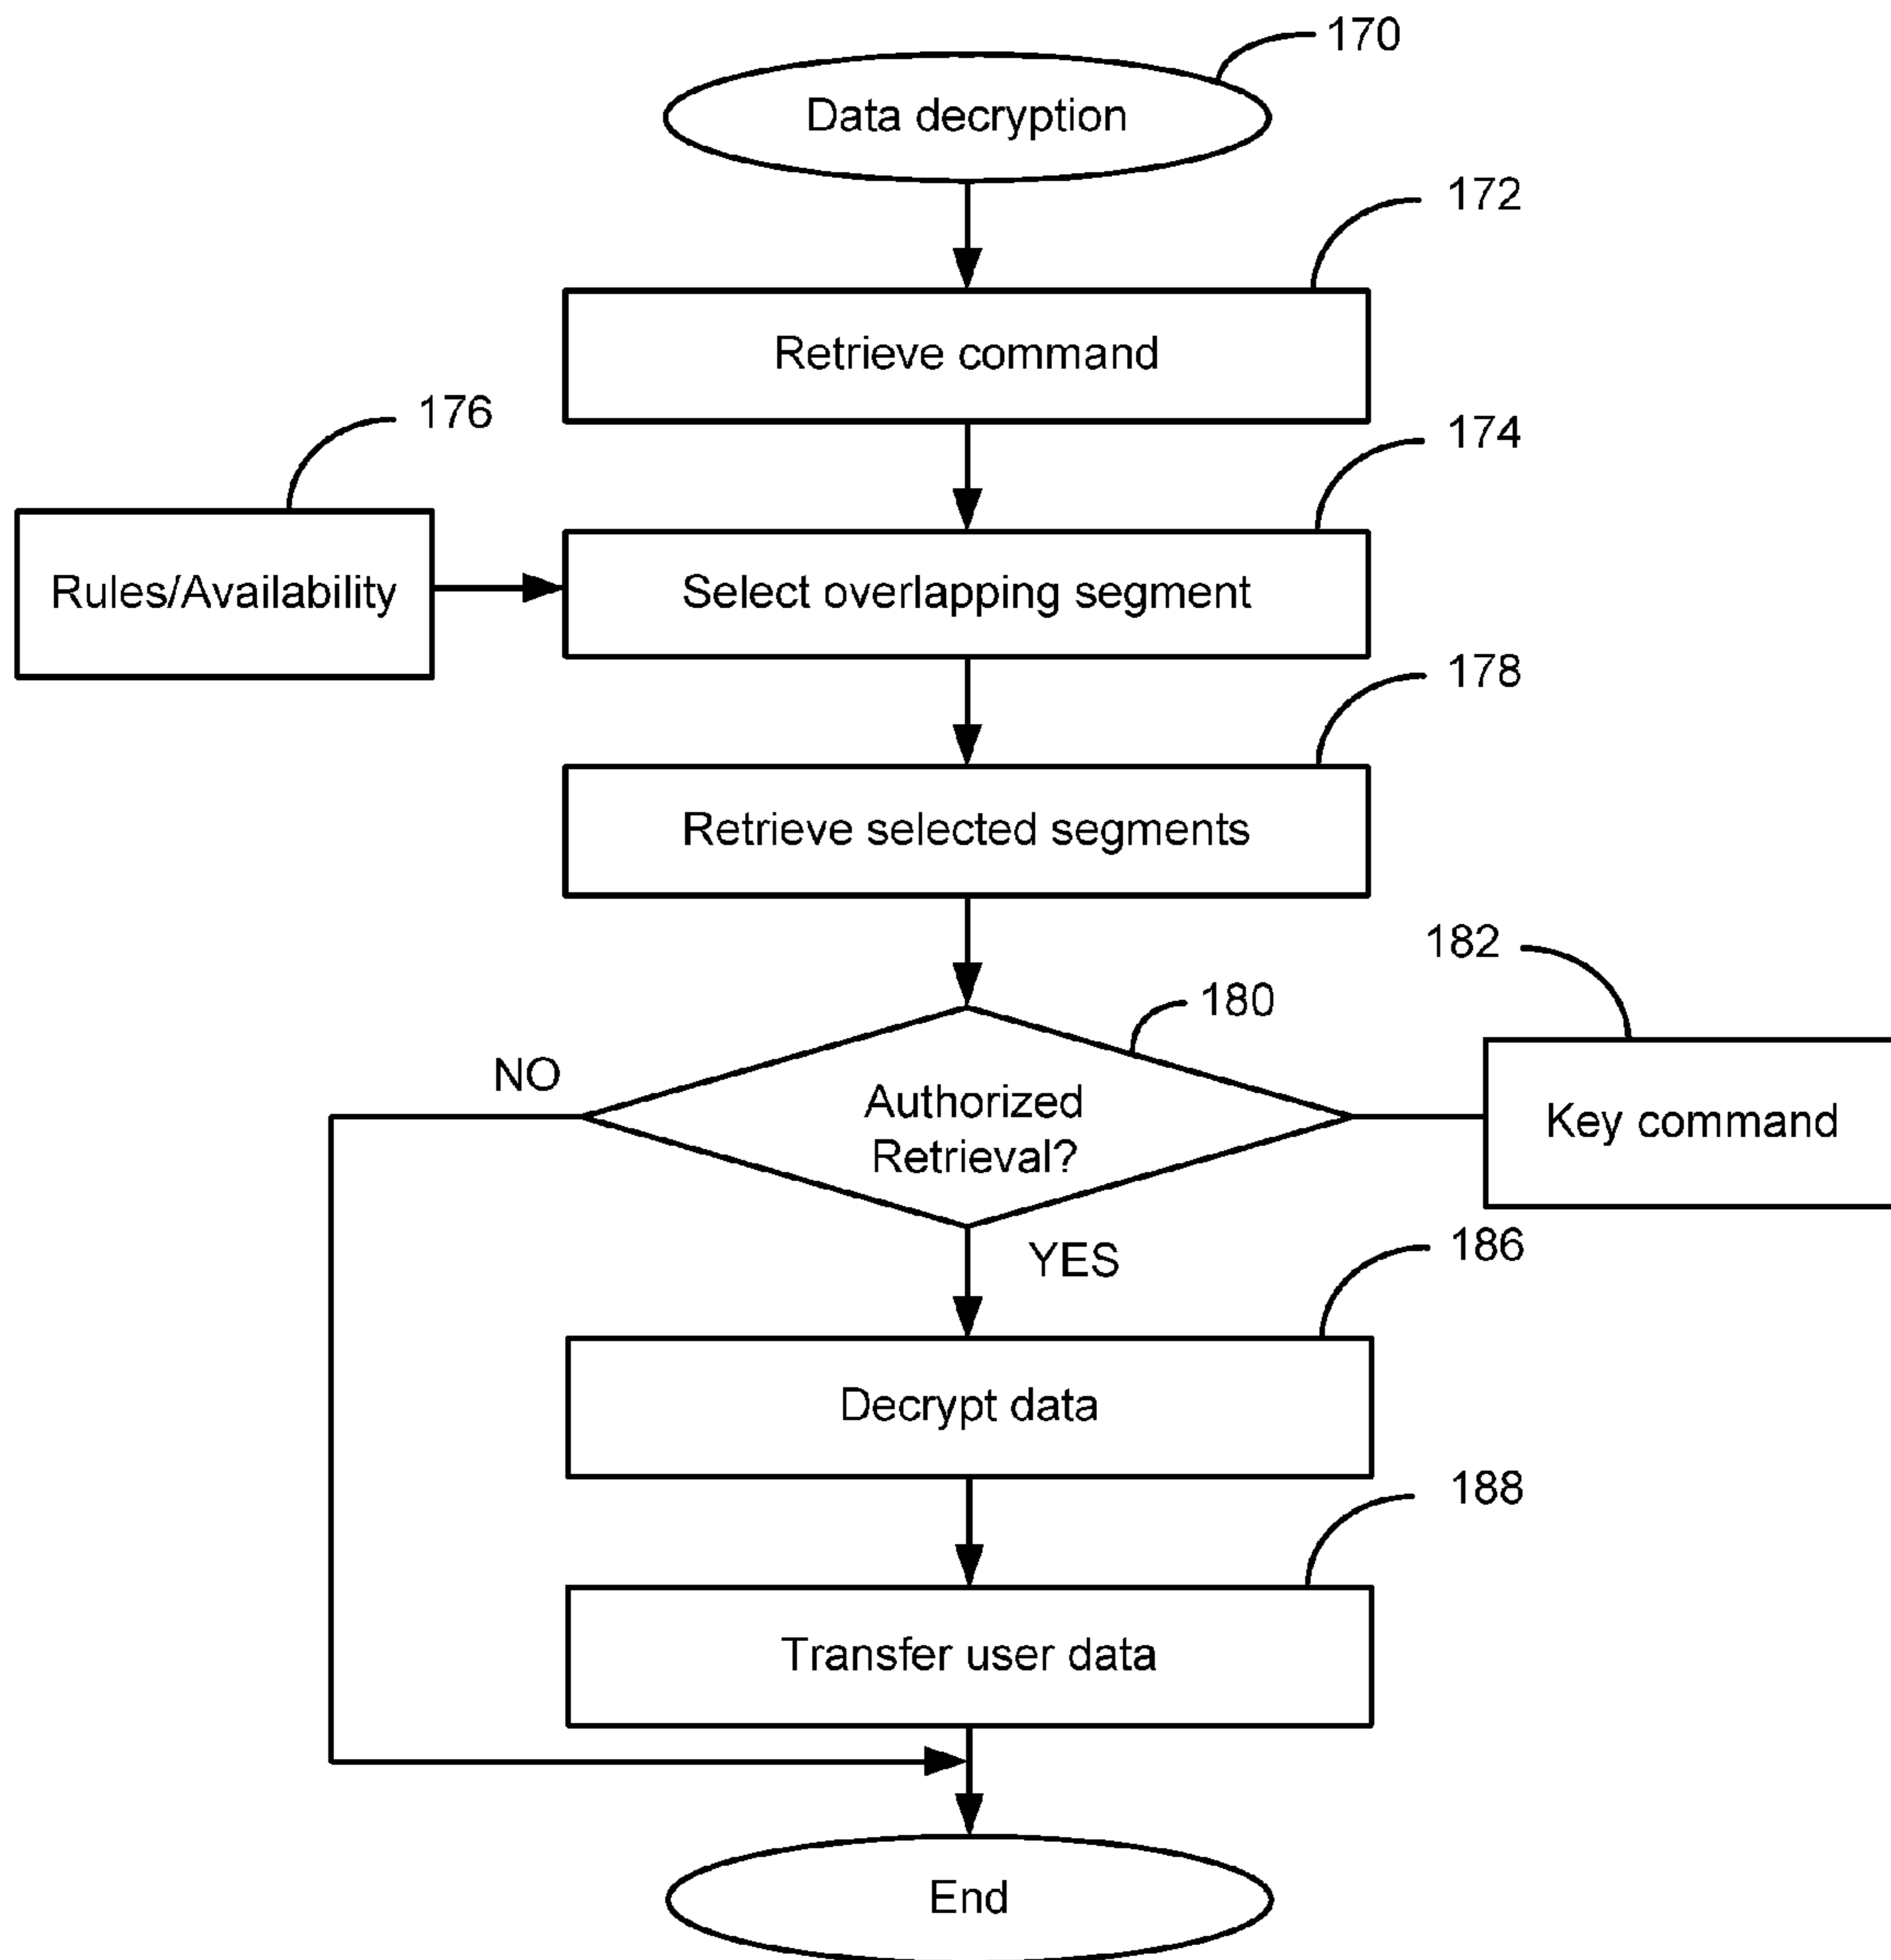 170
Data decryption
172
Retrieve command
176
174
Rules/Availability
Select overlapping segment
178
Retrieve selected segments
182
180
NO
Authorized
Retrieval?
Key command
YES
186
Decrypt data
188
Transfer user data
End